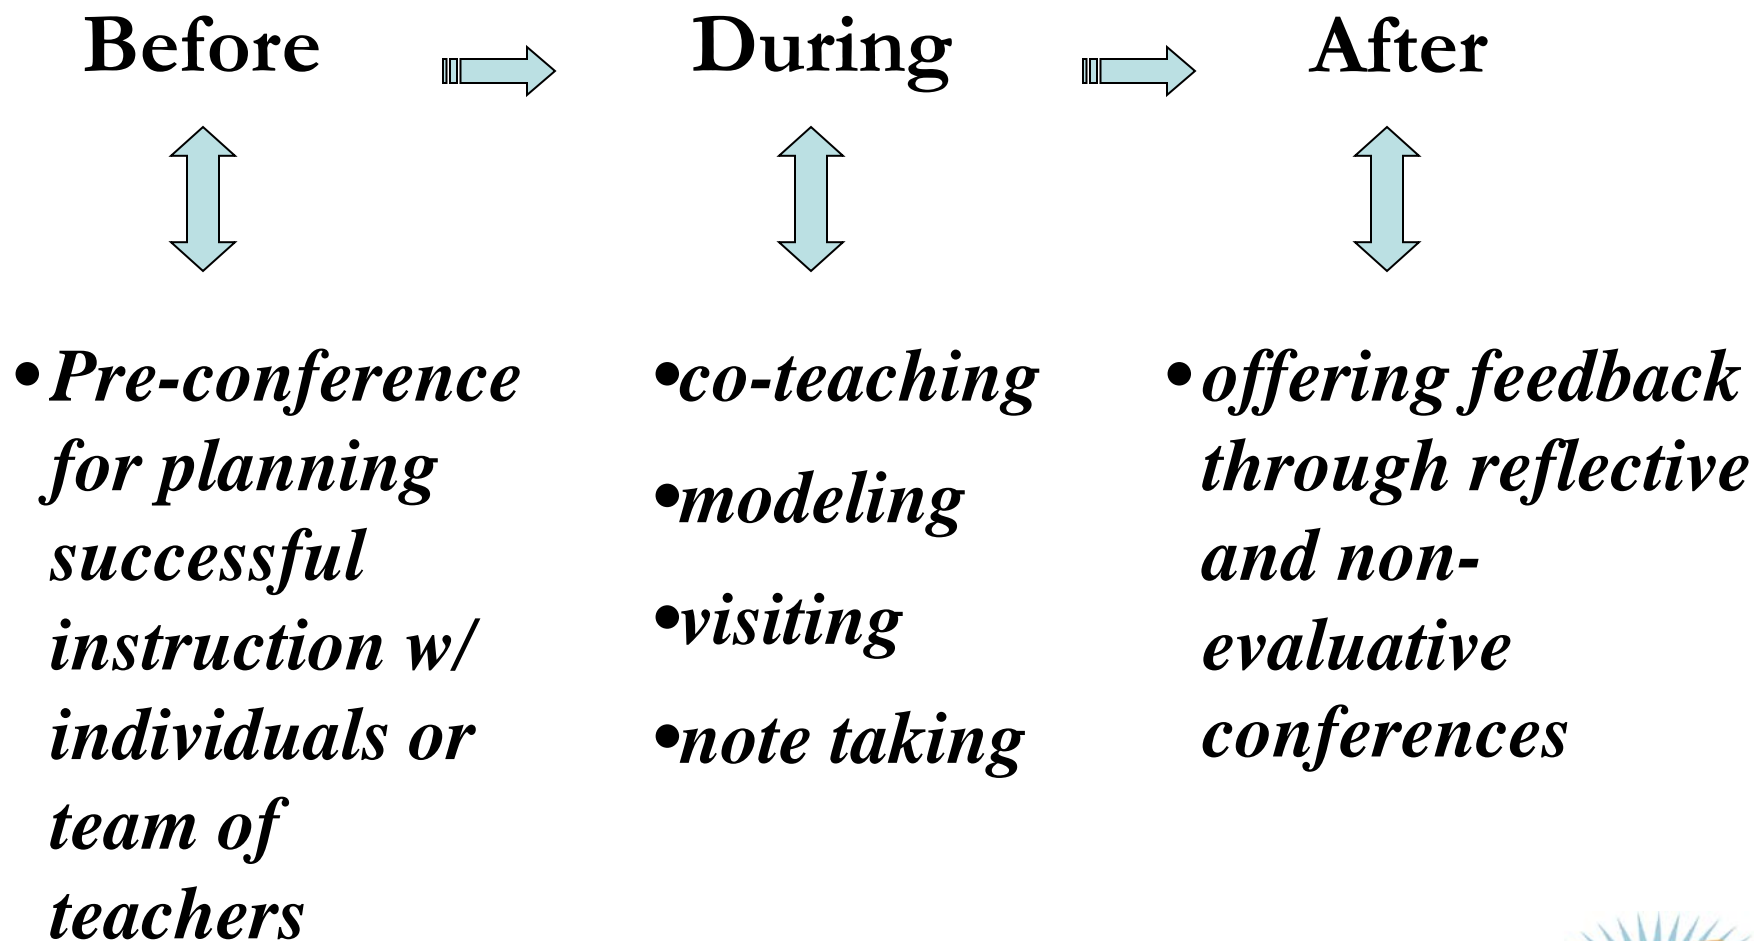 Before
During
After
•Pre-conference
for planning
successful
instruction w/
individuals or
team of
teachers
•co-teaching
•modeling
•visiting
•note taking
•offering feedback
through reflective
and non-
evaluative
conferences